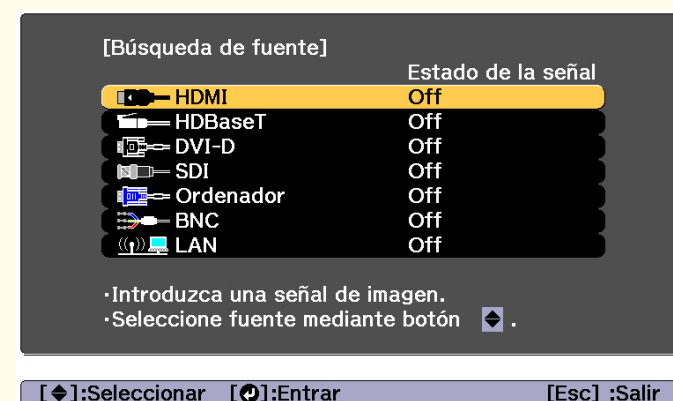 [Búsqueda de fuente]
Estado de la señal
HDMI Off
HDBaseT Off
DVI-D Off
SDI Off
Ordenador Off
BNC Off
LAN Off
·Introduzca una señal de imagen.
·Seleccione fuente mediante botón .
[ ]:Seleccionar [ ]:Entrar [Esc] :Salir